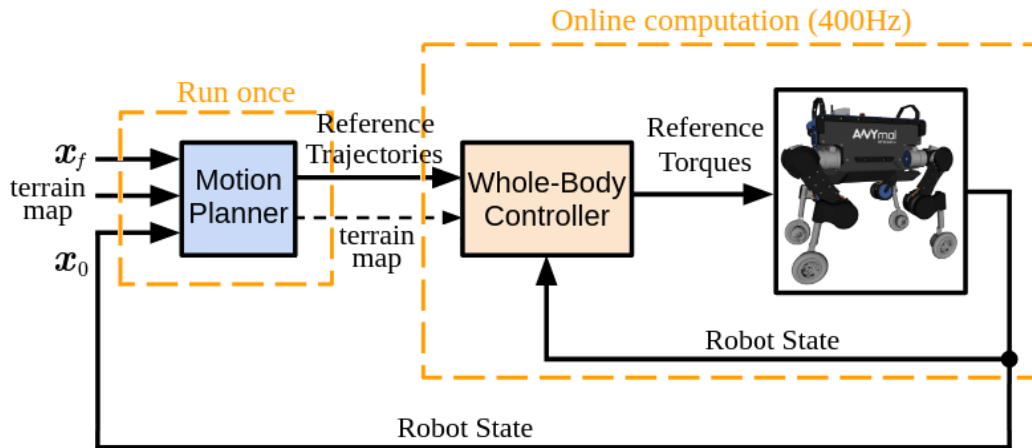 Online computation (400Hz)
Run once
Reference
Trajectories
x_f
terrain
map
x_0
Motion
Planner
terrain
map
Whole-Body
Controller
Reference
Torques
ANYmal
Robot State
Robot State